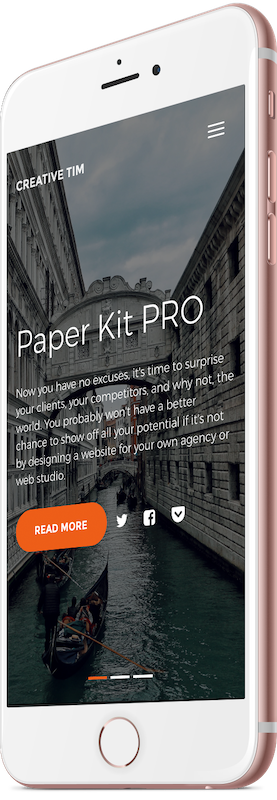 CREATIVE TIM
Paper Kit PRO
Now you have no excuses, it's time to surprise
your clients, your competitors, and why not, the
world. You probably won't have a better
chance to show off all your potential if it's not
by designing a website for your own agency or
web studio.
READ MORE